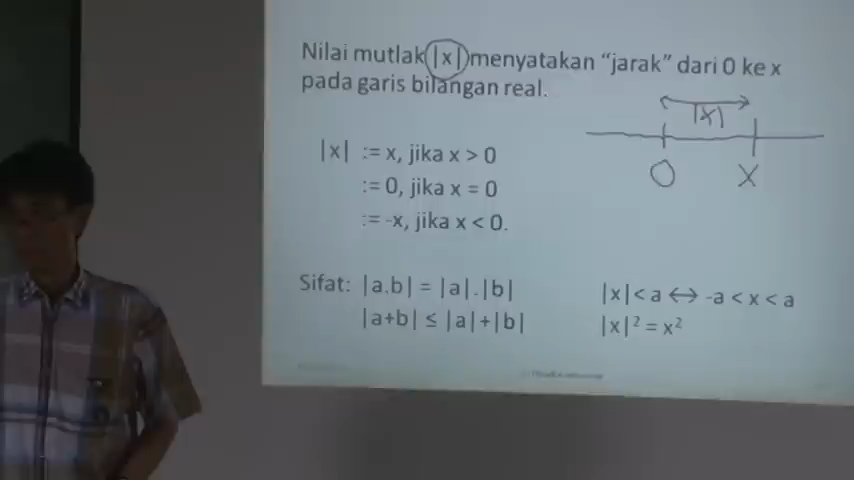 Nilai mutlak |x| menyatakan “jarak” dari 0 ke x
pada garis bilangan real.
|x|
0 x
|x| := x, jika x > 0
:= 0, jika x = 0
:= -x, jika x < 0.
Sifat: |a.b| = |a|.|b|
|a+b| ≤ |a|+|b|
|x| < a ↔ -a < x < a
|x|² = x²